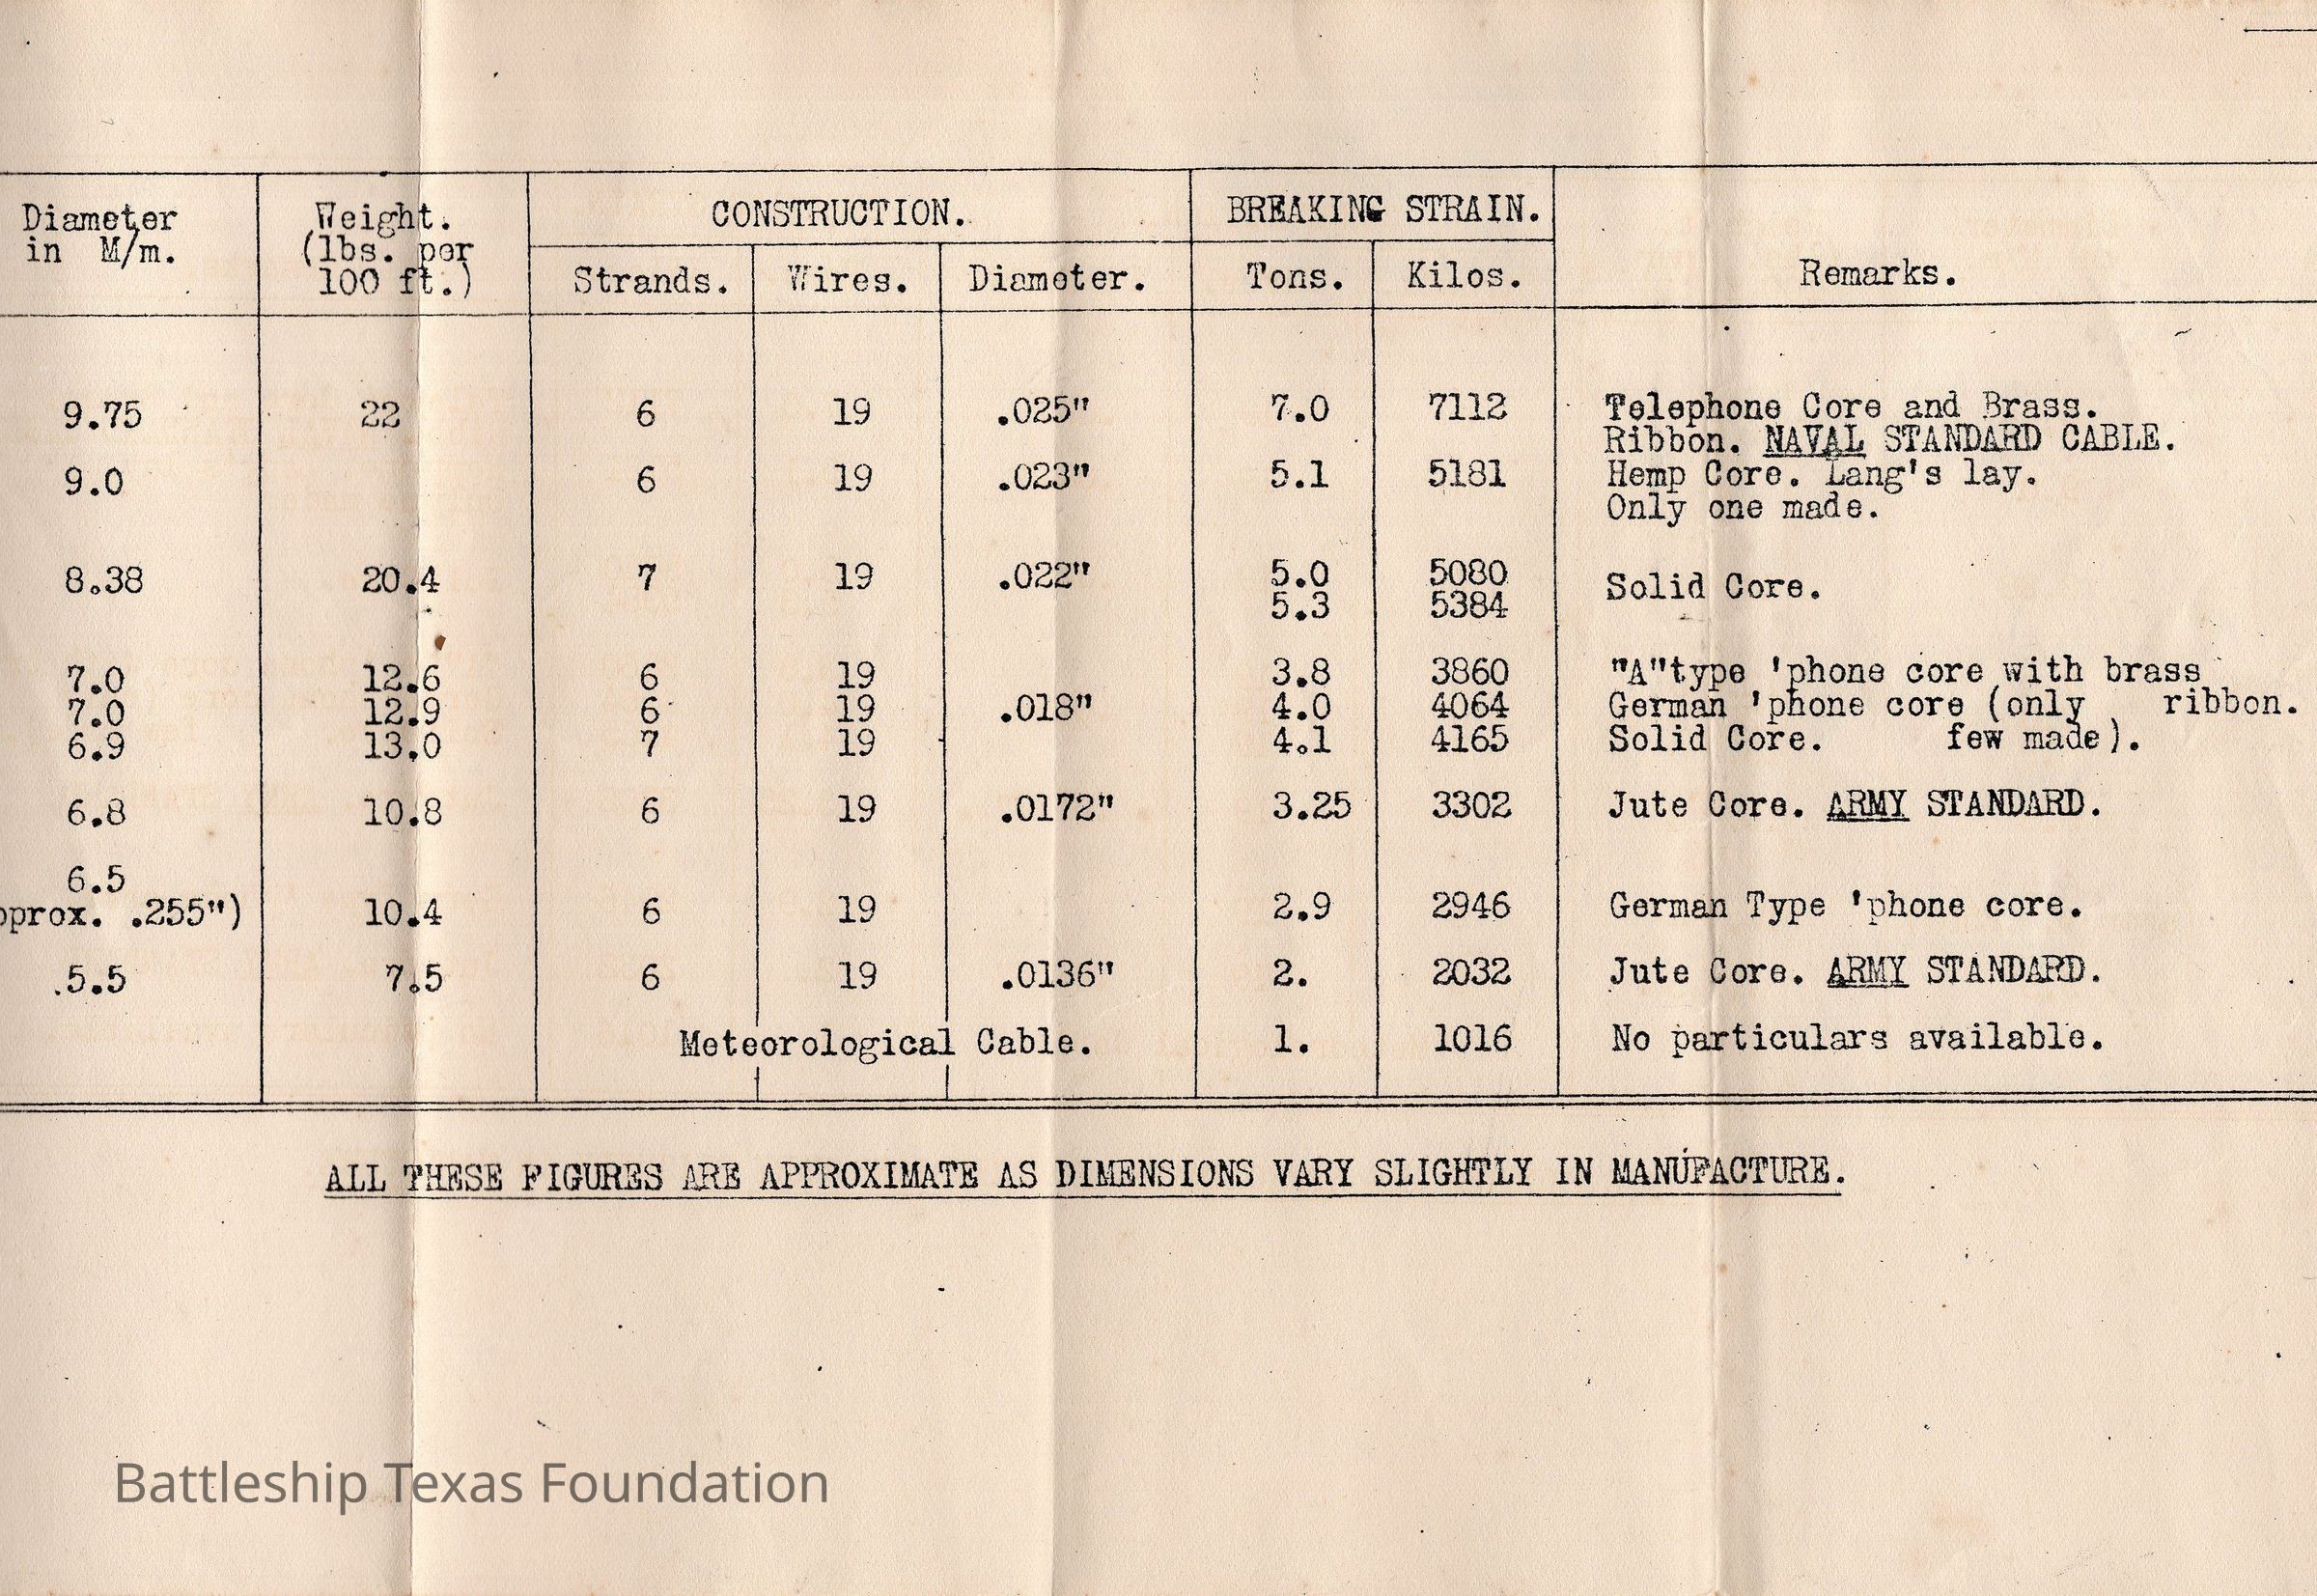 Diameter Weight. CONSTRUCTION. BREAKING STRAIN.
in M/m. (lbs. per
100 ft.) Strands. Wires. Diameter. Tons. Kilos. Remarks.
9.75 22 6 19 .025" 7.0 7112 Telephone Core and Brass.
Ribbon. NAVAL STANDARD CABLE.
9.0 6 19 .023" 5.1 5181 Hemp Core. Lang's lay.
Only one made.
8.38 20.4 7 19 .022" 5.0 5080 Solid Core.
5.3 5384
7.0 12.6 6 19 3.8 3860 "A"type 'phone core with brass
7.0 12.9 6 19 .018" 4.0 4064 German 'phone core (only ribbon.
6.9 13.0 7 19 4.1 4165 Solid Core. few made).
6.8 10.8 6 19 .0172" 3.25 3302 Jute Core. ARMY STANDARD.
6.5
pprox. .255") 10.4 6 19 2.9 2946 German Type 'phone core.
.5.5 7.5 6 19 .0136" 2. 2032 Jute Core. ARMY STANDARD.
Meteorological Cable. 1. 1016 No particulars available.
ALL THESE FIGURES ARE APPROXIMATE AS DIMENSIONS VARY SLIGHTLY IN MANUFACTURE.
Battleship Texas Foundation